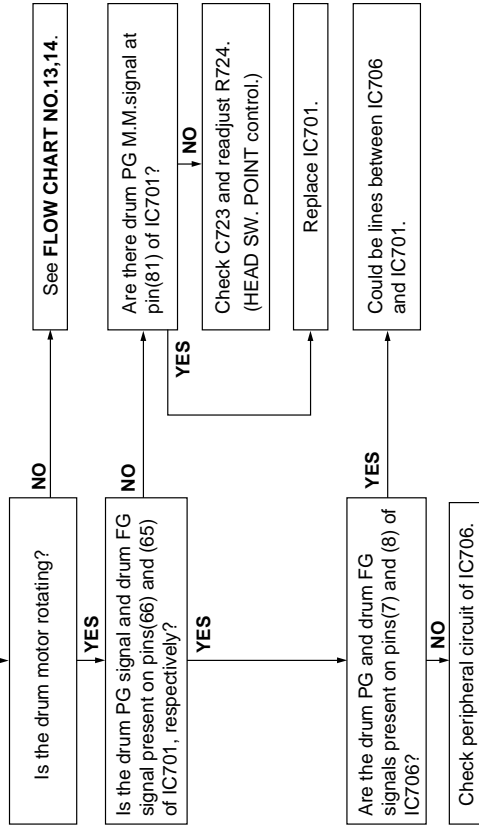 Is the drum motor rotating?
NO
See FLOW CHART NO.13,14.
YES
Is the drum PG signal and drum FG
signal present on pins(66) and (65)
of IC701, respectively?
NO
Are there drum PG M.M.signal at
pin(81) of IC701?
NO
Check C723 and readjust R724.
(HEAD SW. POINT control.)
YES
Replace IC701.
YES
Are the drum PG and drum FG
signals present on pins(7) and (8) of
IC706?
YES
Could be lines between IC706
and IC701.
NO
Check peripheral circuit of IC706.